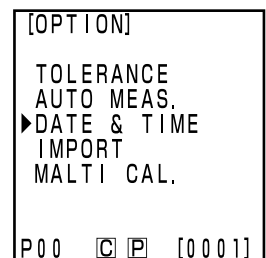 [OPTION]
TOLERANCE
AUTO MEAS.
▶DATE & TIME
IMPORT
MALTI CAL.
P00 C P [0001]